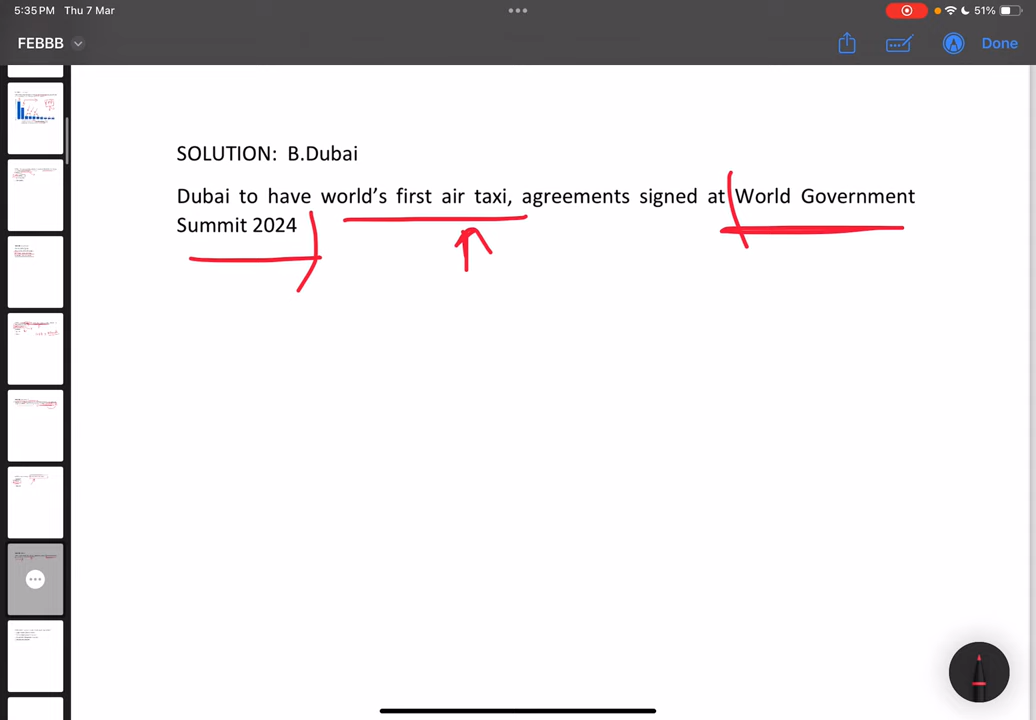 5:35 PM Thu 7 Mar
51%
FEBBB
Done
SOLUTION: B.Dubai
Dubai to have world’s first air taxi, agreements signed at World Government
Summit 2024